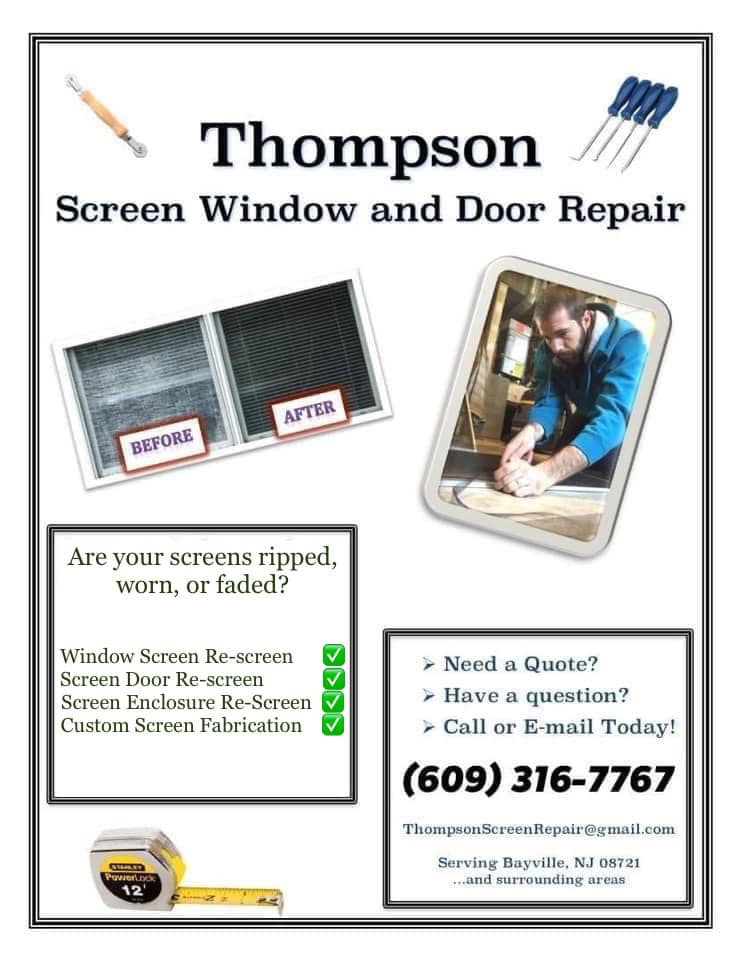 Thompson
Screen Window and Door Repair
BEFORE
AFTER
Are your screens ripped,
worn, or faded?
Window Screen Re-screen ✅
Screen Door Re-screen ✅
Screen Enclosure Re-Screen ✅
Custom Screen Fabrication ✅
➢ Need a Quote?
➢ Have a question?
➢ Call or E-mail Today!
(609) 316-7767
ThompsonScreenRepair@gmail.com
Serving Bayville, NJ 08721
...and surrounding areas
STANLEY
PowerLock
12'